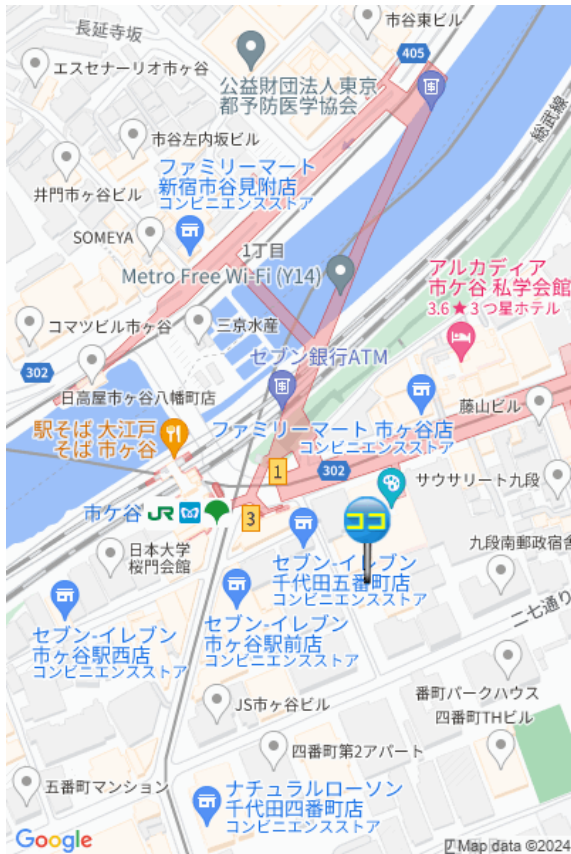 市谷東ビル
長延寺坂
405
エスセナーリオ市ヶ谷
公益財団法人東京
都予防医学協会
総武線
市谷左内坂ビル
ファミリーマート
新宿市谷見附店
コンビニエンスストア
井門市ヶ谷ビル
SOMEYA
1丁目
Metro Free Wi-Fi (Y14)
アルカディア
市ケ谷 私学会館
3.6★3 つ星ホテル
コマツビル市ヶ谷
三京水産
セブン銀行ATM
302
日高屋市ヶ谷八幡町店
藤山ビル
駅そば 大江戸
そば 市ヶ谷
ファミリーマート 市ヶ谷店
コンビニエンスストア
1
302
サウサリート九段
市ケ谷 JR
3
ココ
日本大学
桜門会館
九段南郵政宿舎
セブン-イレブン
千代田五番町店
コンビニエンスストア
二七通り
セブン-イレブン
市ヶ谷駅西店
コンビニエンスストア
セブン-イレブン
市ヶ谷駅前店
コンビニエンスストア
番町パークハウス
JS市ヶ谷ビル
四番町THビル
四番町第2アパート
五番町マンション
ナチュラルローソン
千代田四番町店
コンビニエンスストア
Google
Map data ©2024